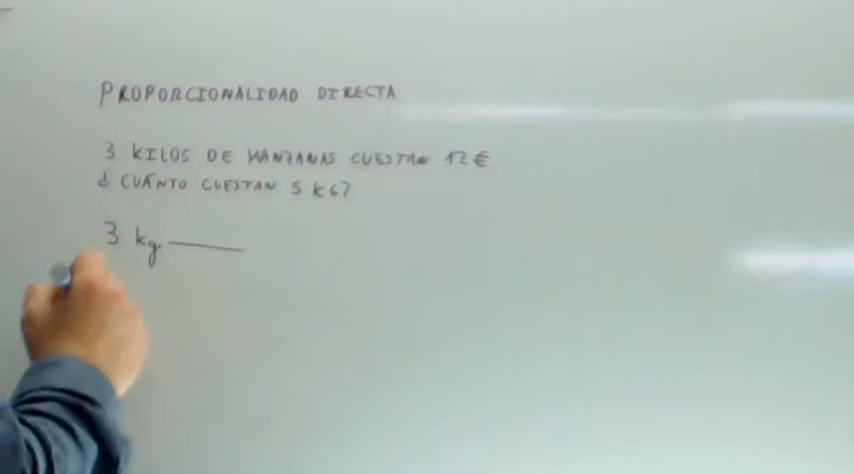 PROPORCIONALIDAD DIRECTA
3 KILOS DE MANZANAS CUESTAN 12 €
¿ CUÁNTO CUESTAN 5 KG?
3 kg ———